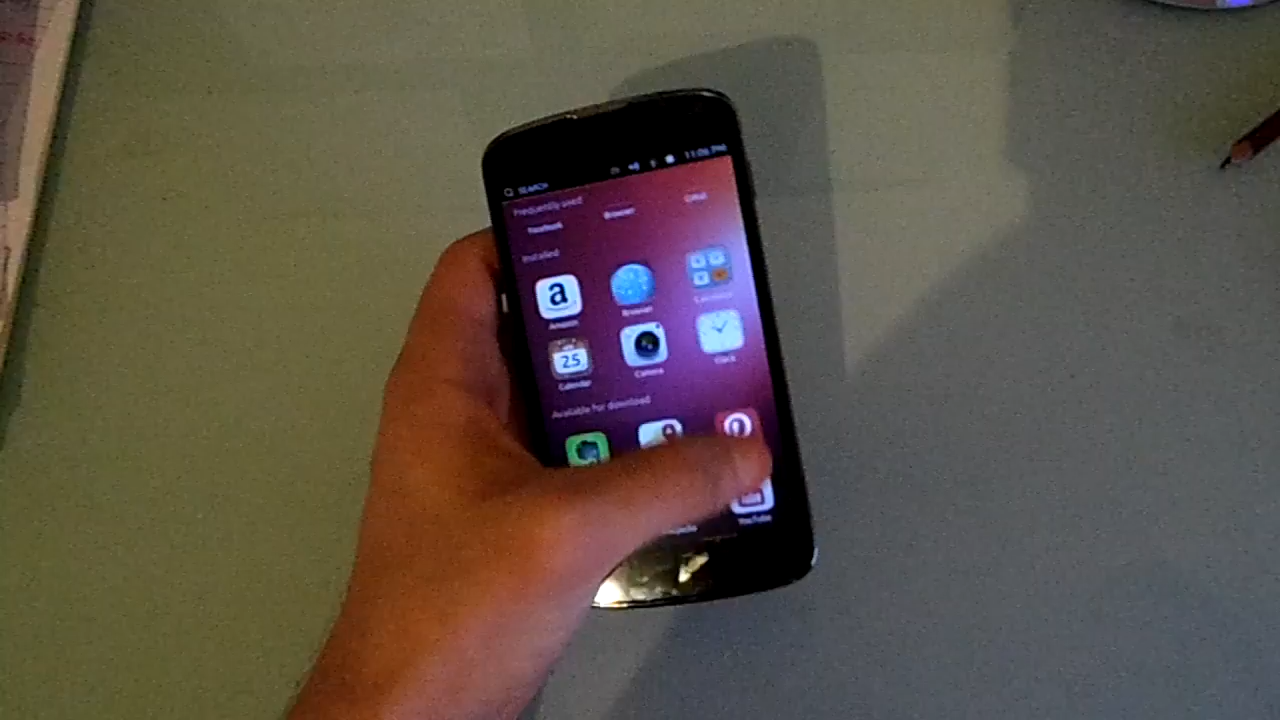 SEARCH 11:06 PM
Frequently used
Facebook Browser Gmail
Installed
a
Amazon Browser Calculator
25
Calendar Camera Clock
Available for download
YouTube